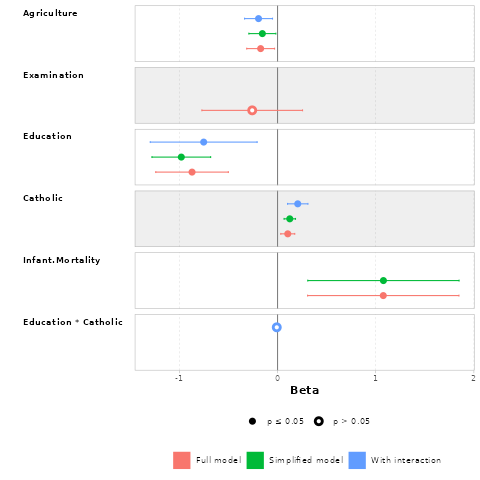 Agriculture
Examination
Education
Catholic
Infant.Mortality
Education * Catholic
-1 0 1 2
Beta
p ≤ 0.05 p > 0.05
Full model Simplified model With interaction